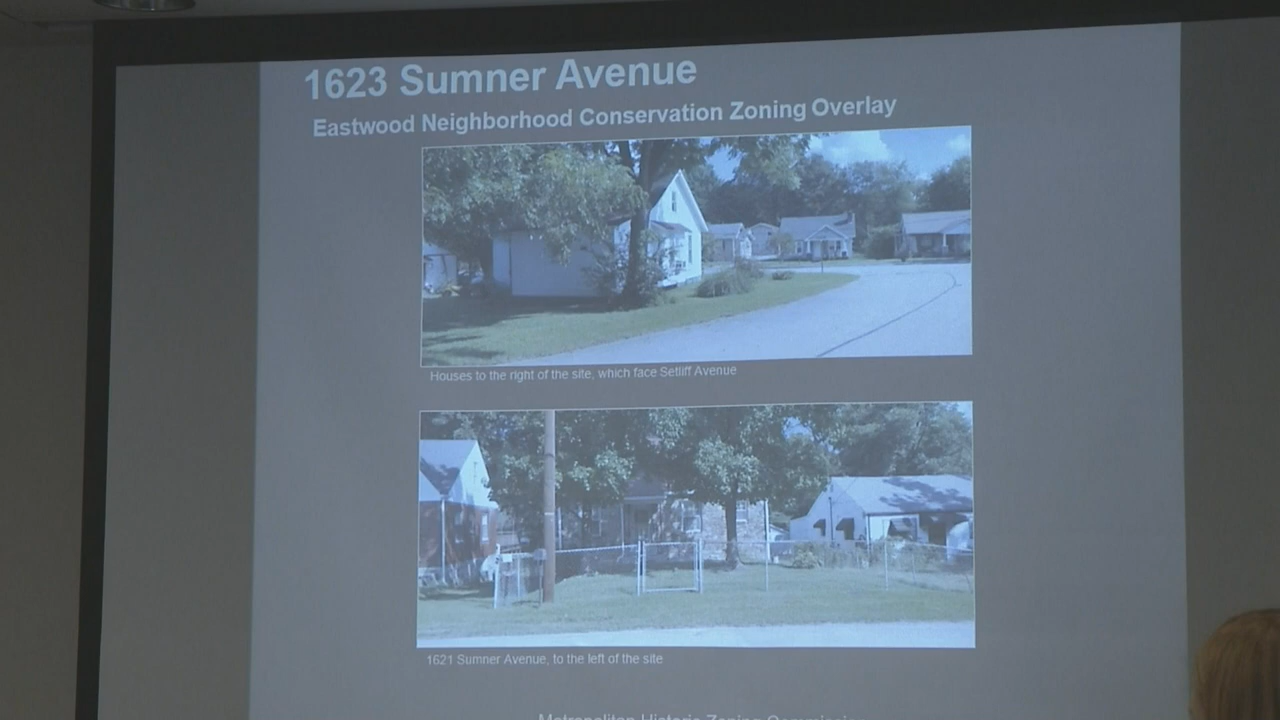 1623 Sumner Avenue
Eastwood Neighborhood Conservation Zoning Overlay
Houses to the right of the site, which face Setliff Avenue
1621 Sumner Avenue, to the left of the site
Metropolitan Historic Zoning Commission